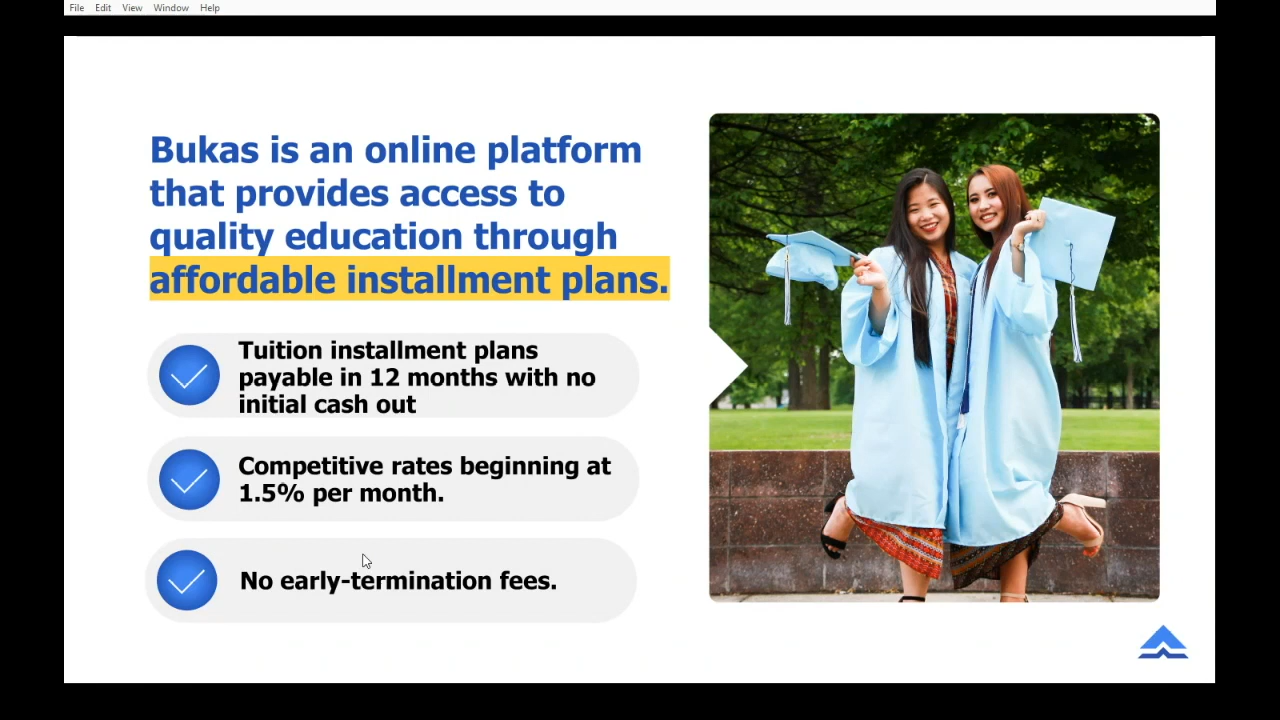 File Edit View Window Help
Bukas is an online platform
that provides access to
quality education through
affordable installment plans.
Tuition installment plans
payable in 12 months with no
initial cash out
Competitive rates beginning at
1.5% per month.
No early-termination fees.